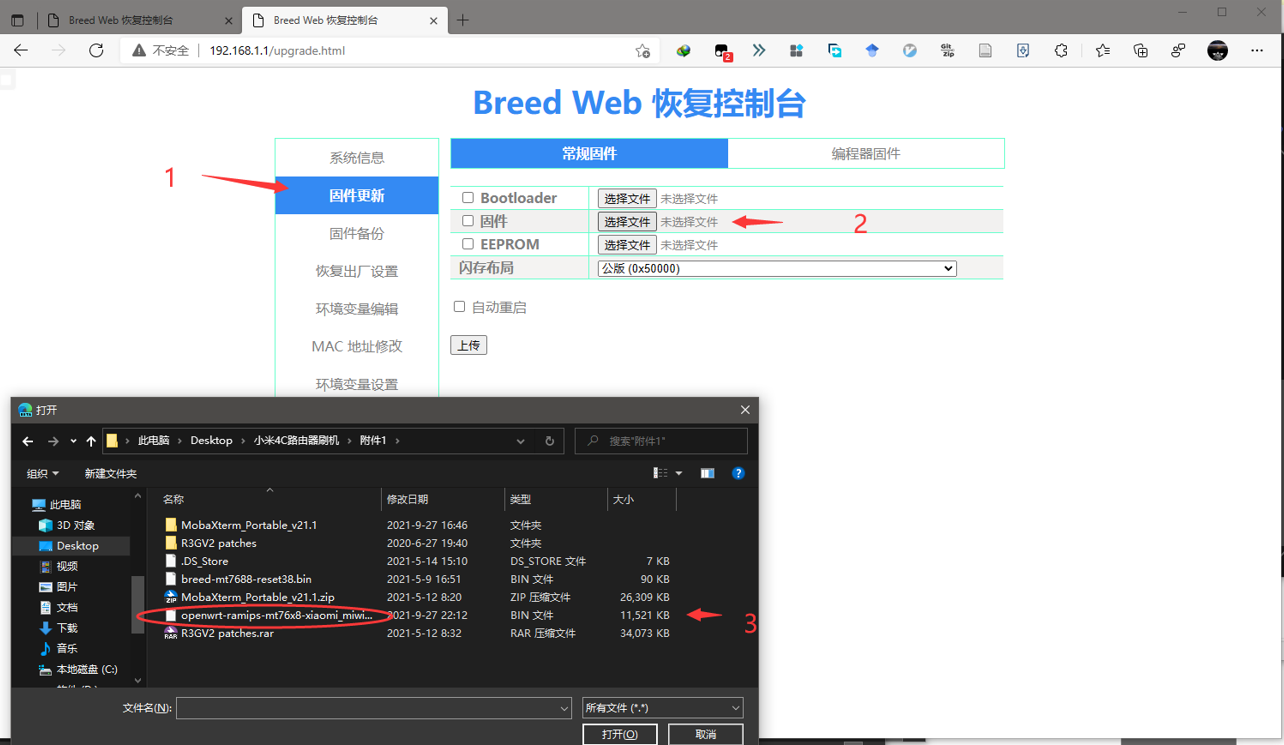 Breed Web 恢复控制台
Breed Web 恢复控制台
不安全 | 192.168.1.1/upgrade.html
2
Git
zip
Breed Web 恢复控制台
系统信息
固件更新
固件备份
恢复出厂设置
环境变量编辑
MAC 地址修改
环境变量设置
1
常规固件 编程器固件
Bootloader 选择文件 未选择文件
固件 选择文件 未选择文件
2
EEPROM 选择文件 未选择文件
闪存布局 公版 (0x50000)
自动重启
上传
打开
此电脑 › Desktop › 小米4C路由器刷机 › 附件1 ›
搜索"附件1"
组织 新建文件夹
此电脑
3D 对象
Desktop
视频
图片
文档
下载
音乐
本地磁盘 (C:)
名称 修改日期 类型 大小
MobaXterm_Portable_v21.1 2021-9-27 16:46 文件夹
R3GV2 patches 2020-6-27 19:40 文件夹
.DS_Store 2021-5-14 15:10 DS_STORE 文件 7 KB
breed-mt7688-reset38.bin 2021-5-9 16:51 BIN 文件 90 KB
MobaXterm_Portable_v21.1.zip 2021-5-12 8:20 ZIP 压缩文件 26,309 KB
openwrt-ramips-mt76x8-xiaomi_miwi... 2021-9-27 22:12 BIN 文件 11,521 KB
3
R3GV2 patches.rar 2021-5-12 8:32 RAR 压缩文件 34,073 KB
文件名(N): 所有文件 (*.*)
打开(O) 取消